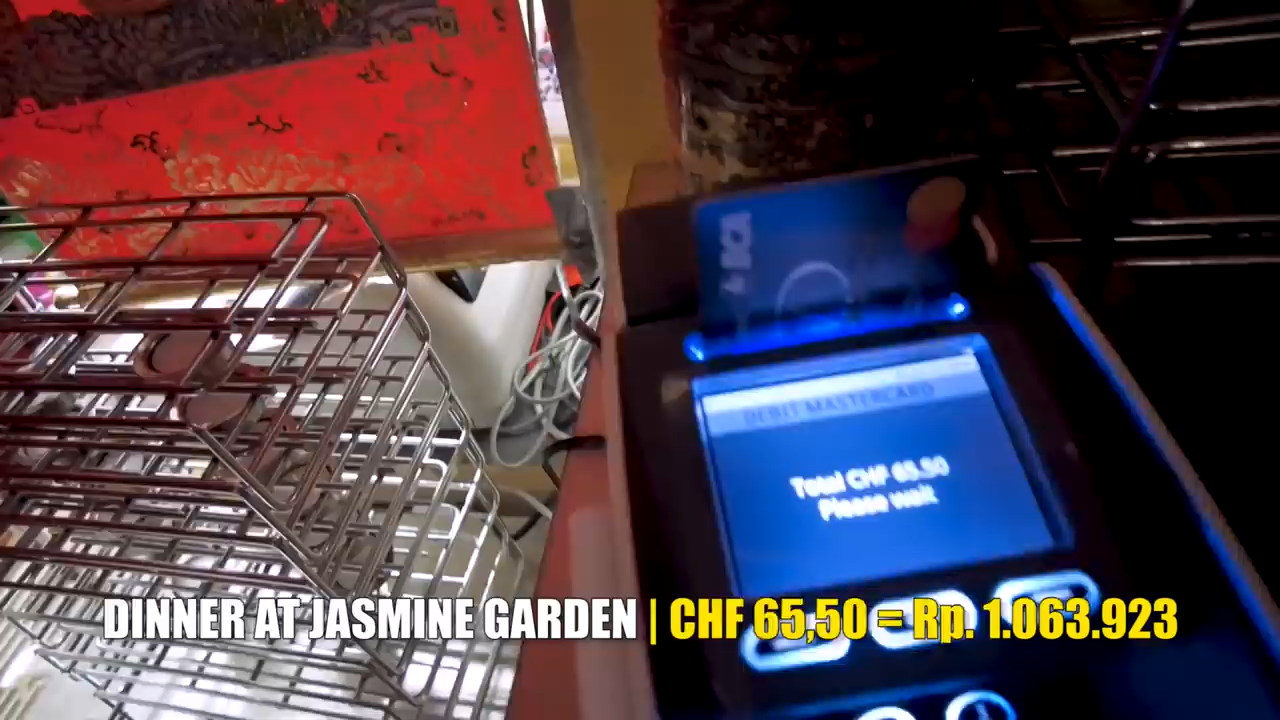 BCA
DEBIT MASTERCARD
Total CHF 65.50
Please wait
DINNER AT JASMINE GARDEN | CHF 65,50 = Rp. 1.063.923